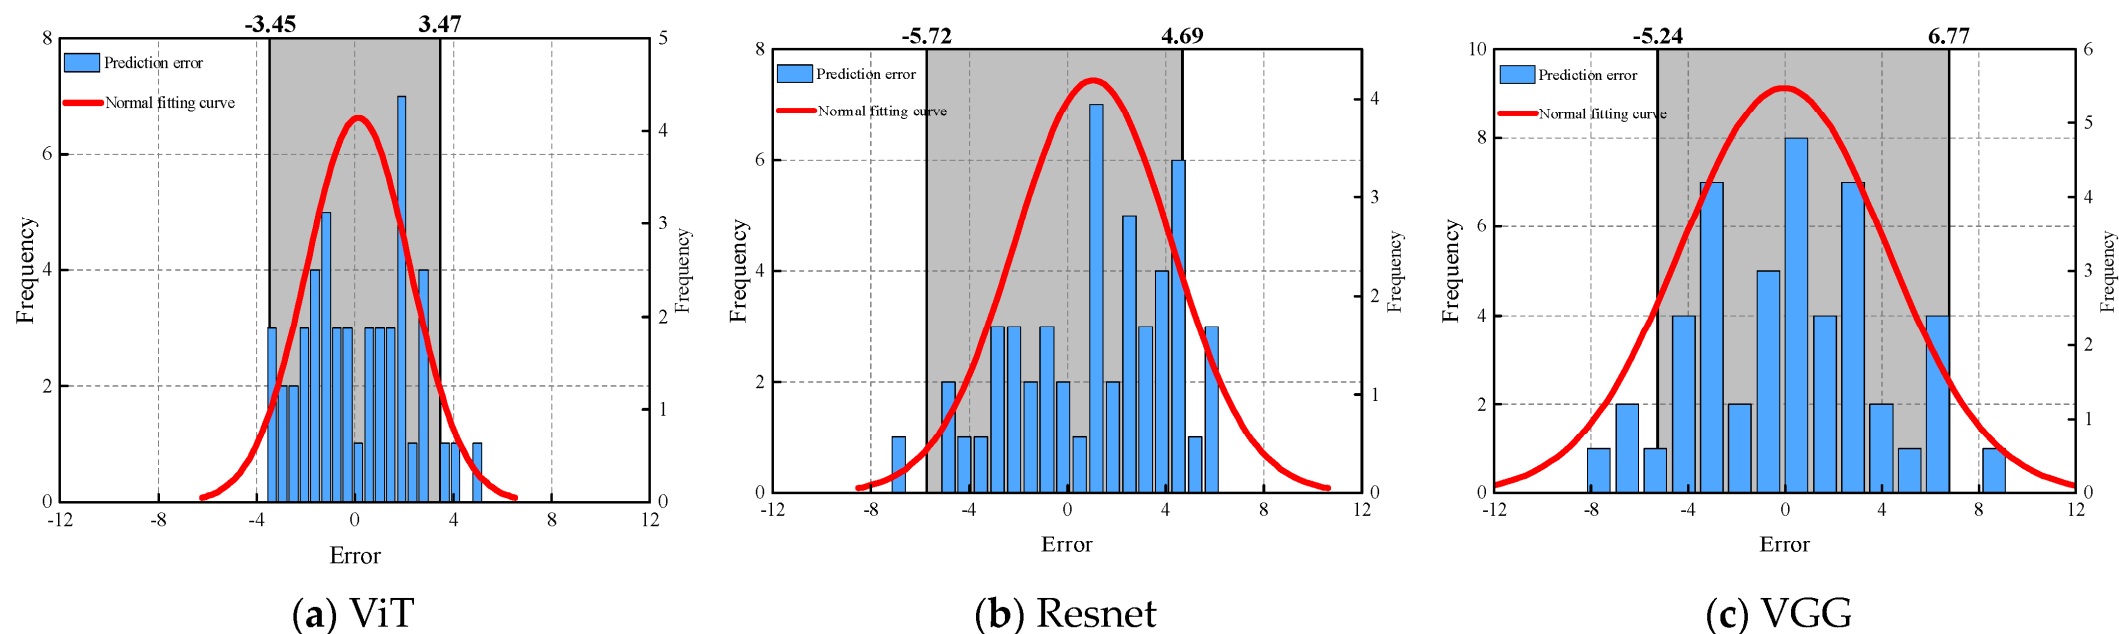 -3.45 3.47
8
6
4
2
0
5
4
3
2
1
0
Prediction error
Normal fitting curve
Frequency
Frequency
-12 -8 -4 0 4 8 12
Error
(a) ViT
-5.72 4.69
8
6
4
2
0
4
3
2
1
0
Prediction error
Normal fitting curve
Frequency
Frequency
-12 -8 -4 0 4 8 12
Error
(b) Resnet
-5.24 6.77
10
8
6
4
2
0
6
5
4
3
2
1
0
Prediction error
Normal fitting curve
Frequency
Frequency
-12 -8 -4 0 4 8 12
Error
(c) VGG